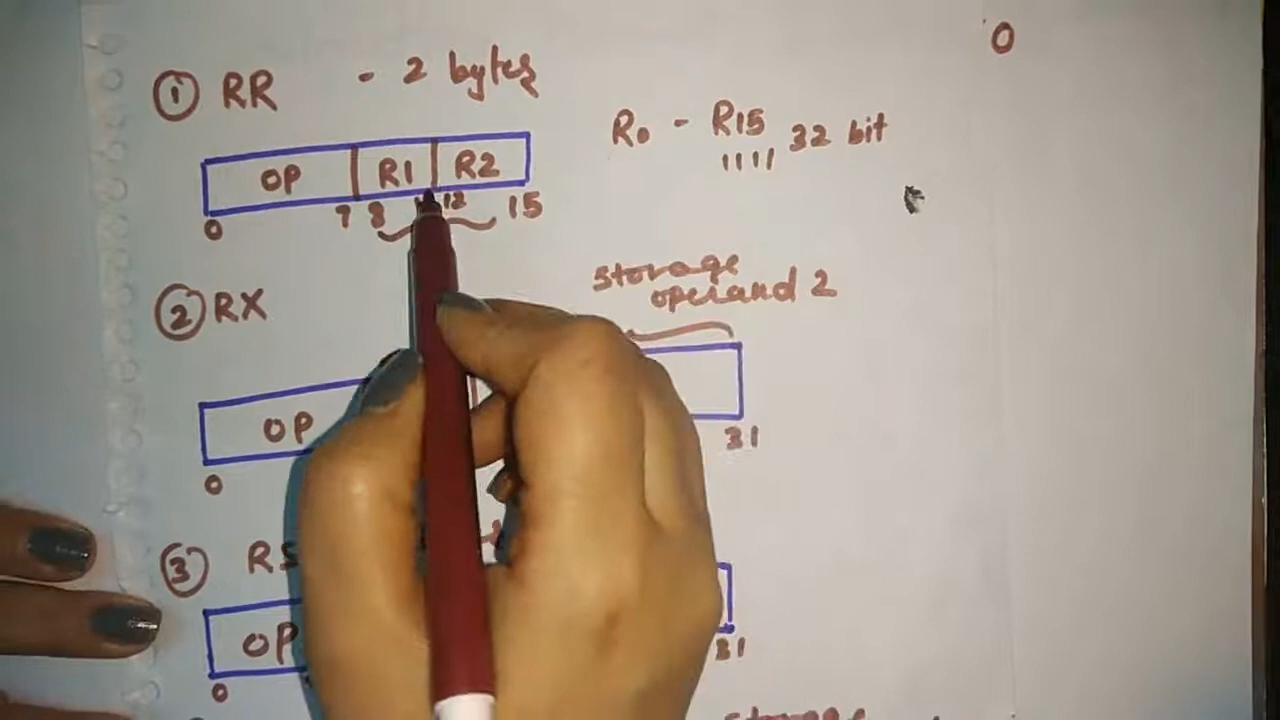 0
① RR - 2 bytes
R0 - R15 32 bit
1111
OP R1 R2
0 7 8 12 15
② RX
storage
operand 2
OP
0 31
③ RS
OP
0 31
storage